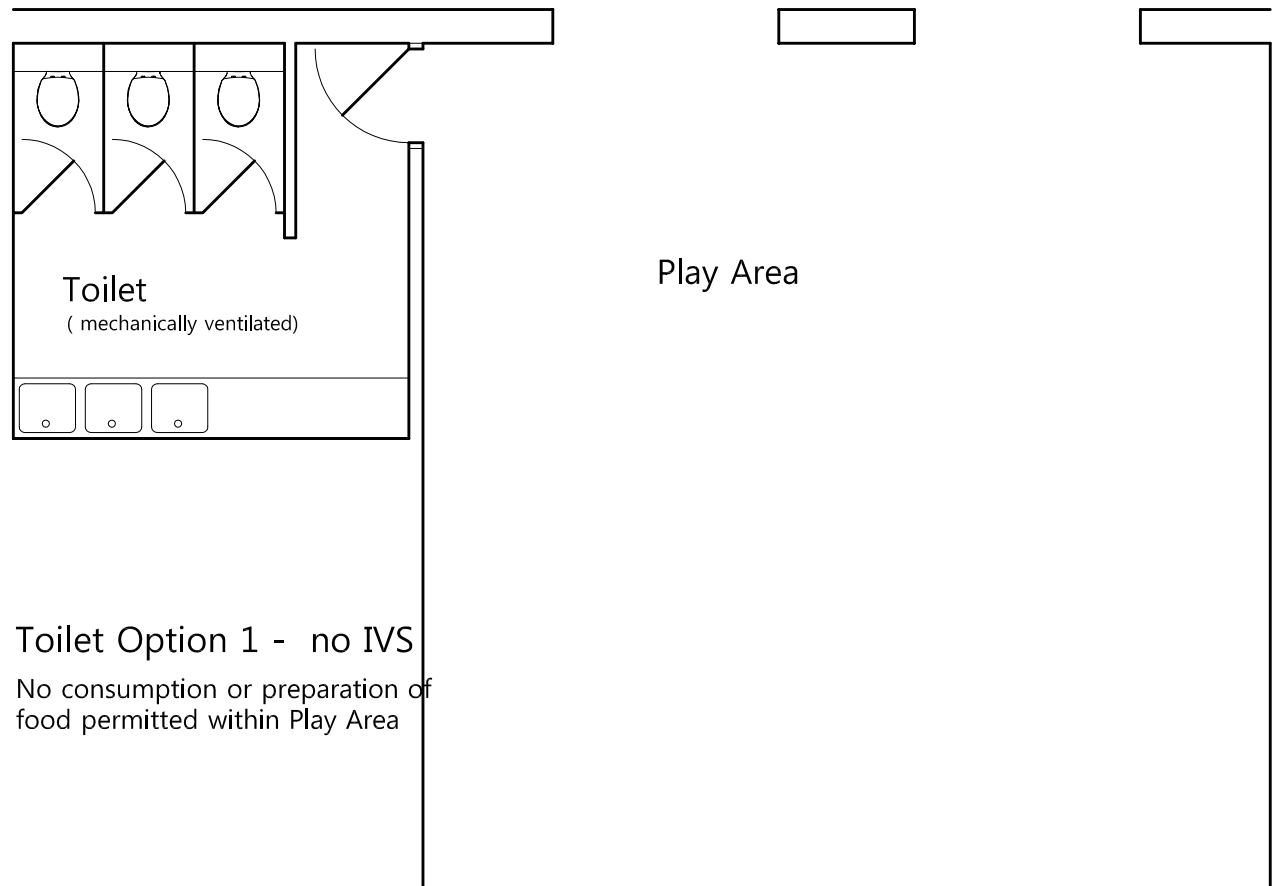 Play Area
Toilet
( mechanically ventilated)
Toilet Option 1 - no IVS
No consumption or preparation of
food permitted within Play Area